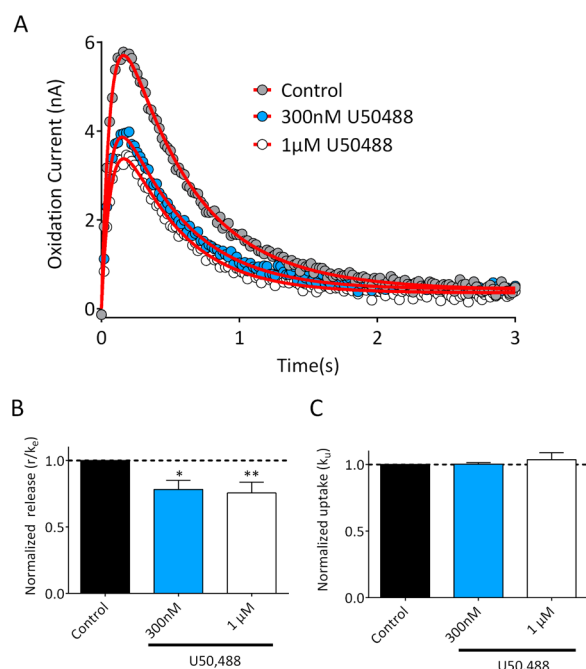 A
6
4
2
0
Oxidation Current (nA)
Control
300nM U50488
1µM U50488
0 1 2 3
Time(s)
B
Normalized release (r/ke)
1.0
0.5
0.0
* **
Control 300nM 1 µM
U50,488
C
Normalized uptake (ku)
1.0
0.5
0.0
Control 300nM 1 µM
U50,488